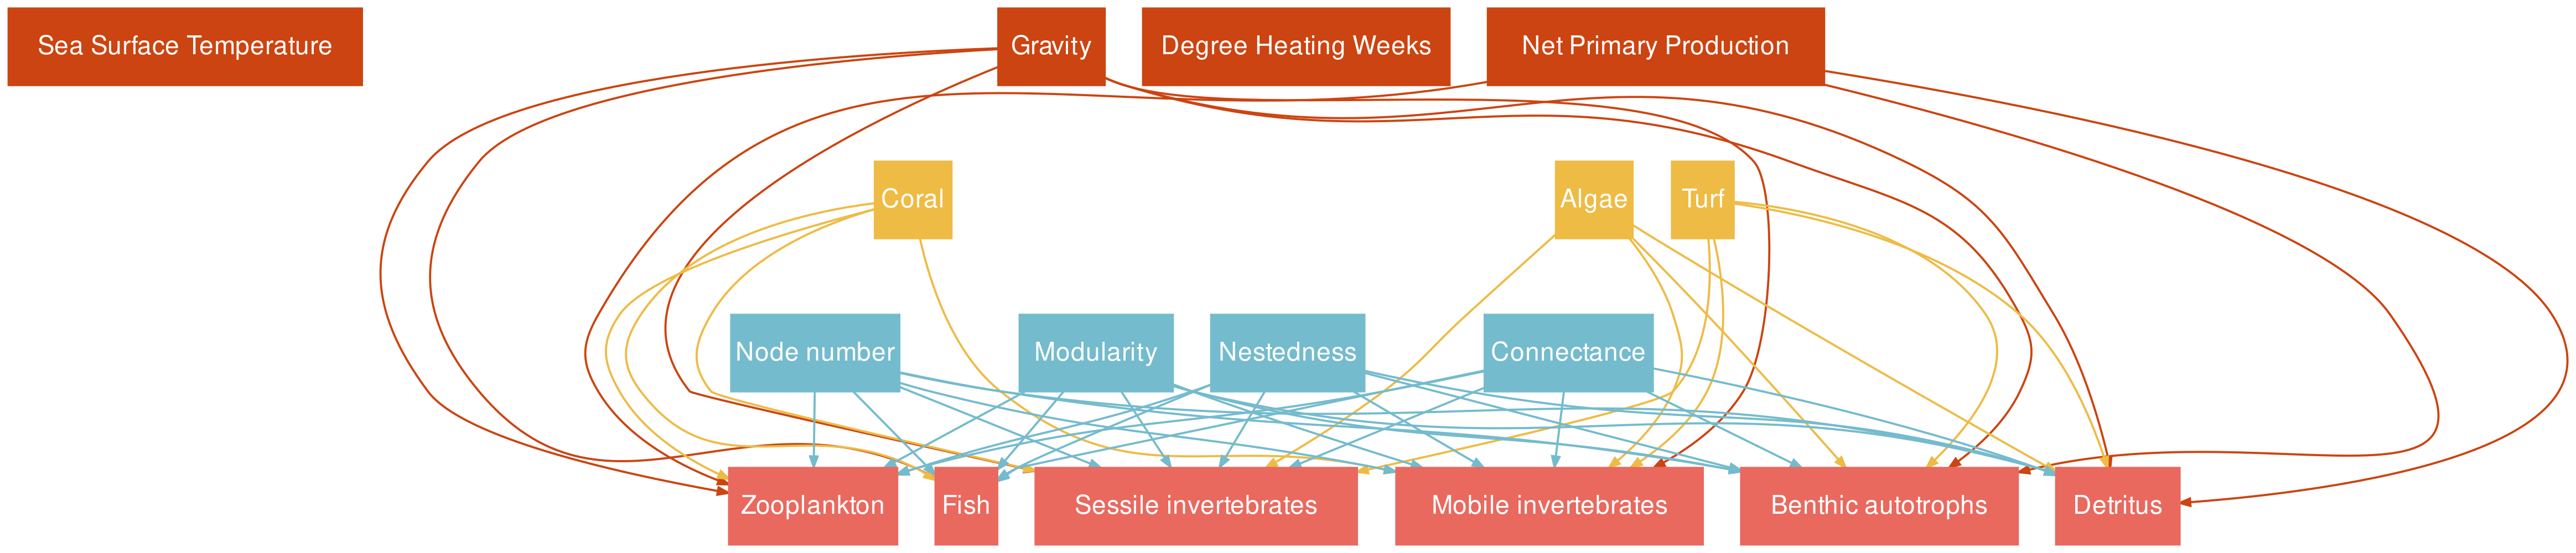 Sea Surface Temperature
Gravity
Degree Heating Weeks
Net Primary Production
Coral
Algae
Turf
Node number
Modularity
Nestedness
Connectance
Zooplankton
Fish
Sessile invertebrates
Mobile invertebrates
Benthic autotrophs
Detritus